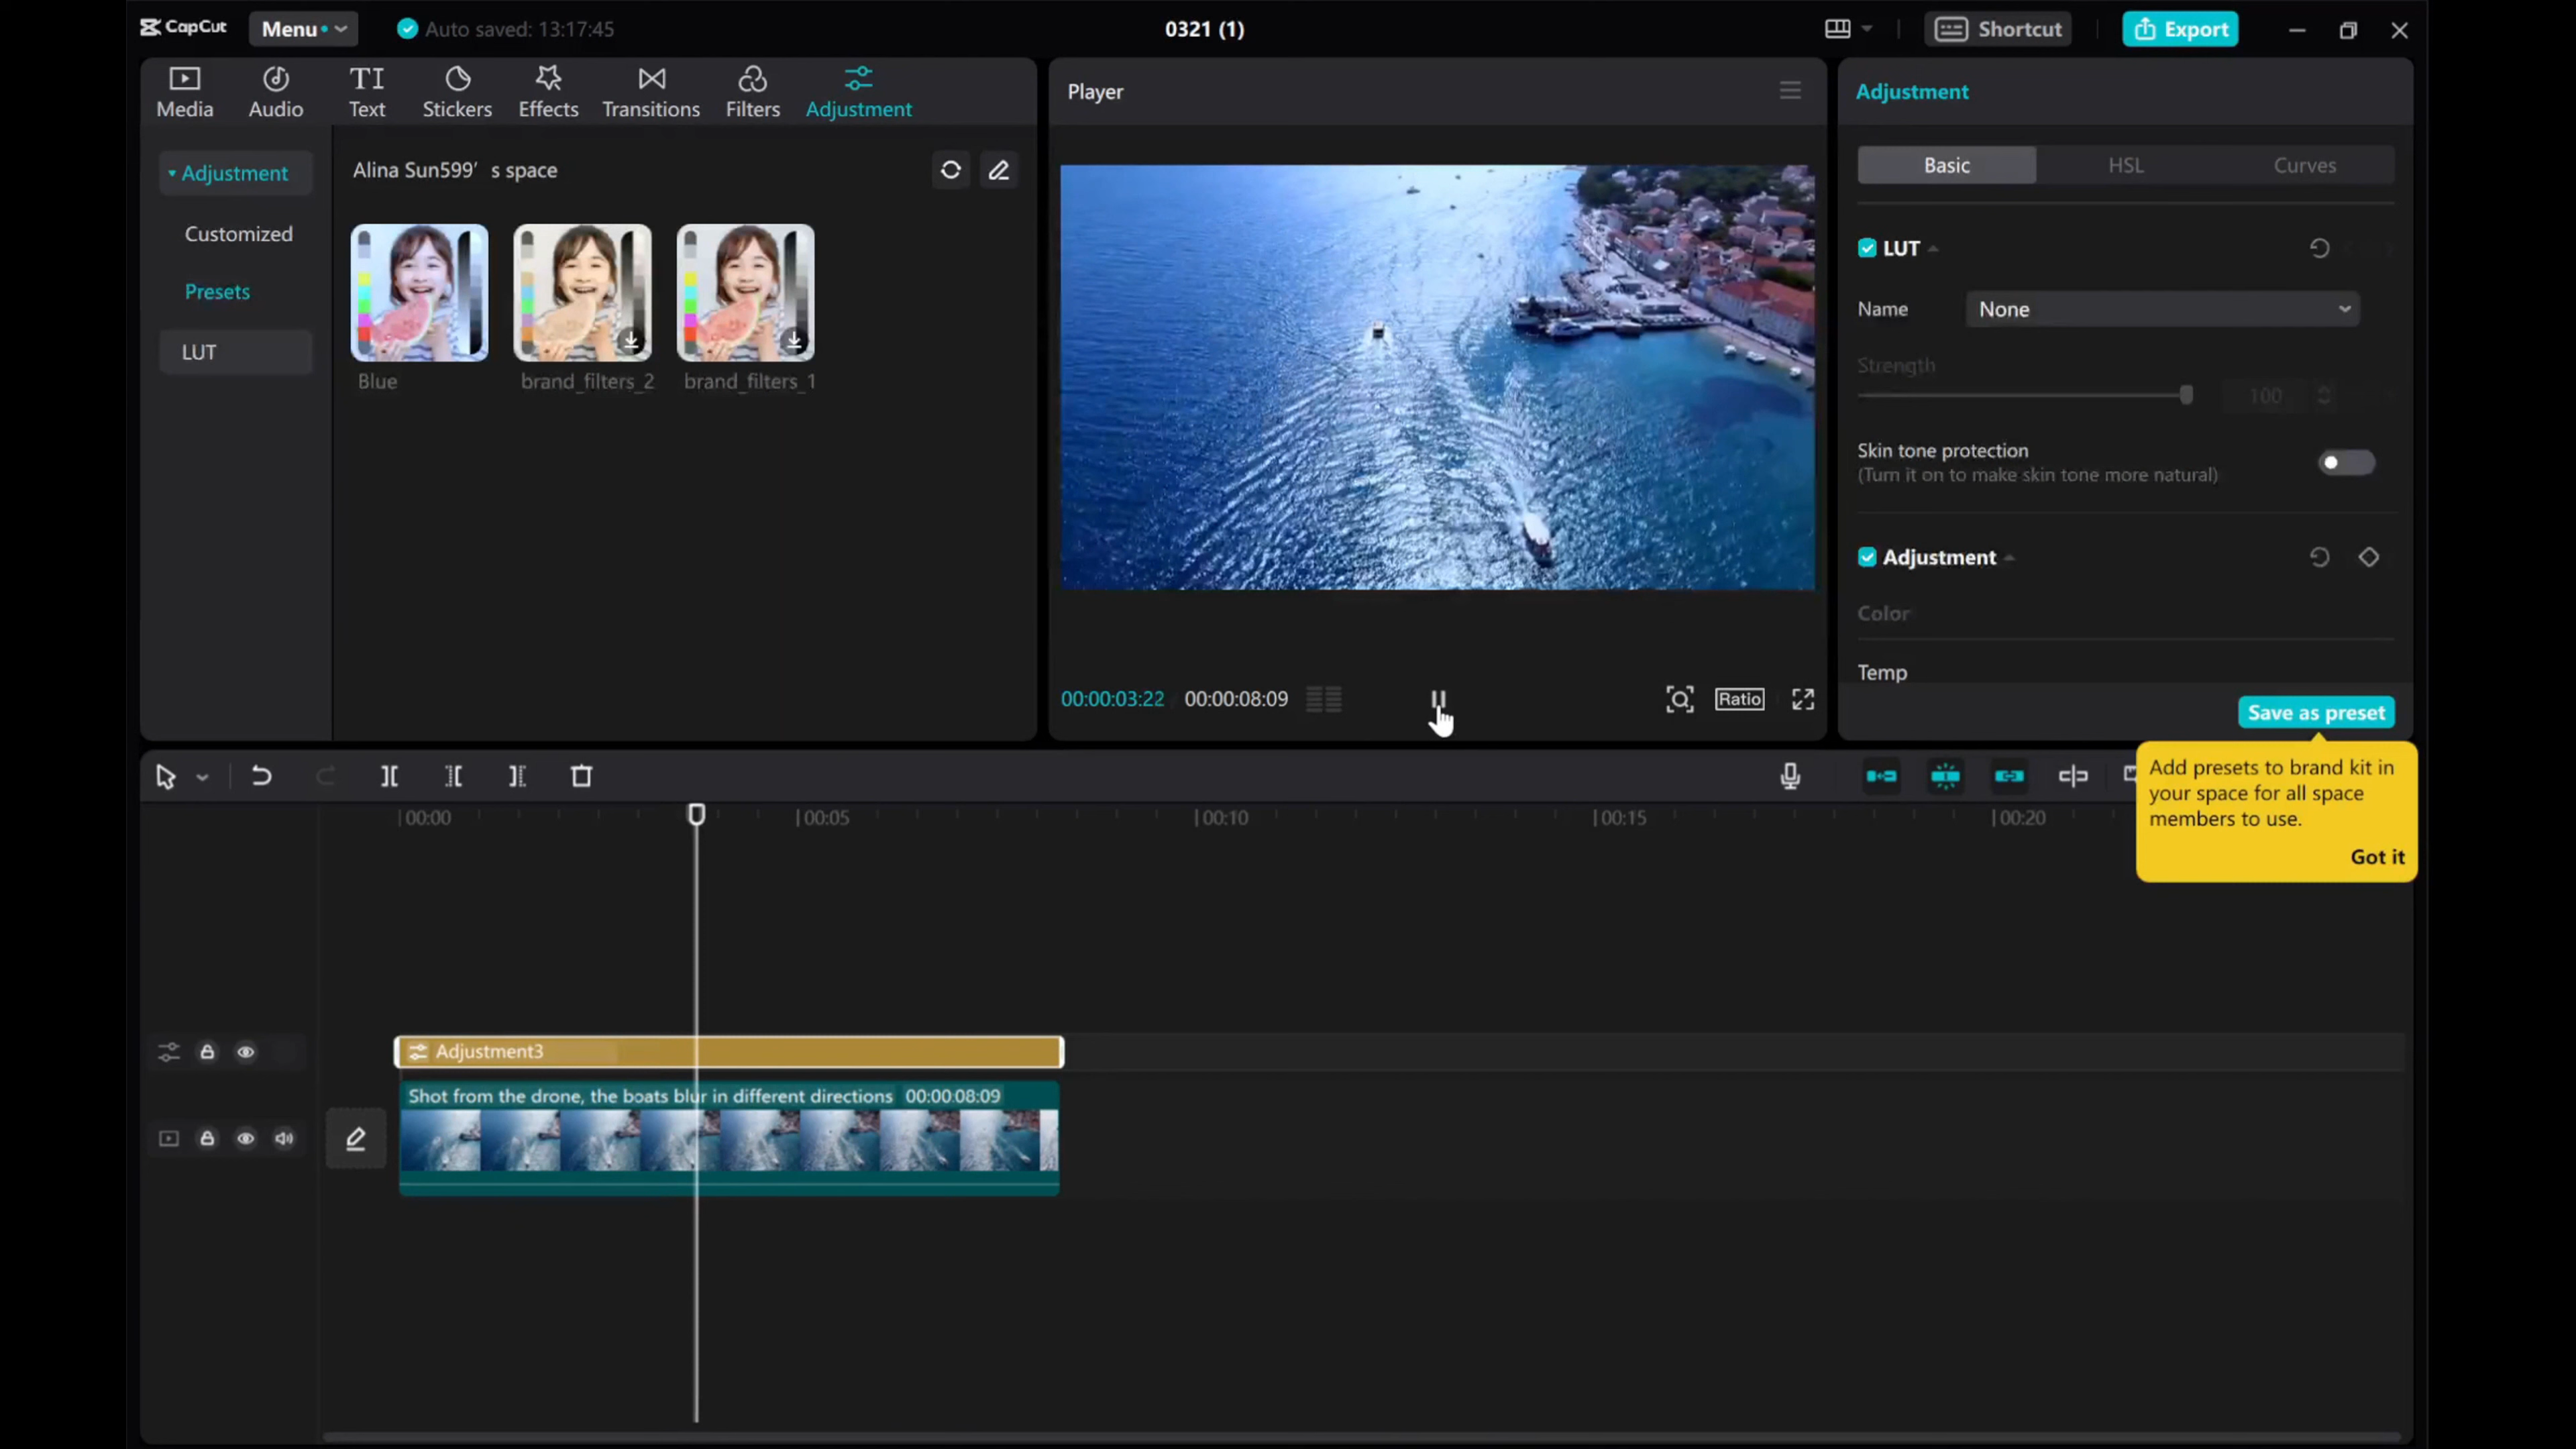 CapCut
Menu
Auto saved: 13:17:45
0321 (1)
Shortcut
Export
Media
Audio
TI
Text
Stickers
Effects
Transitions
Filters
Adjustment
Adjustment
Customized
Presets
LUT
Alina Sun599’ s space
Blue
brand_filters_2
brand_filters_1
Player
00:00:03:22
00:00:08:09
Ratio
Adjustment
Basic
HSL
Curves
LUT
Name
None
Strength
100
Skin tone protection
(Turn it on to make skin tone more natural)
Adjustment
Color
Temp
Save as preset
Add presets to brand kit in
your space for all space
members to use.
Got it
00:00
00:05
00:10
00:15
00:20
Adjustment3
Shot from the drone, the boats blur in different directions 00:00:08:09